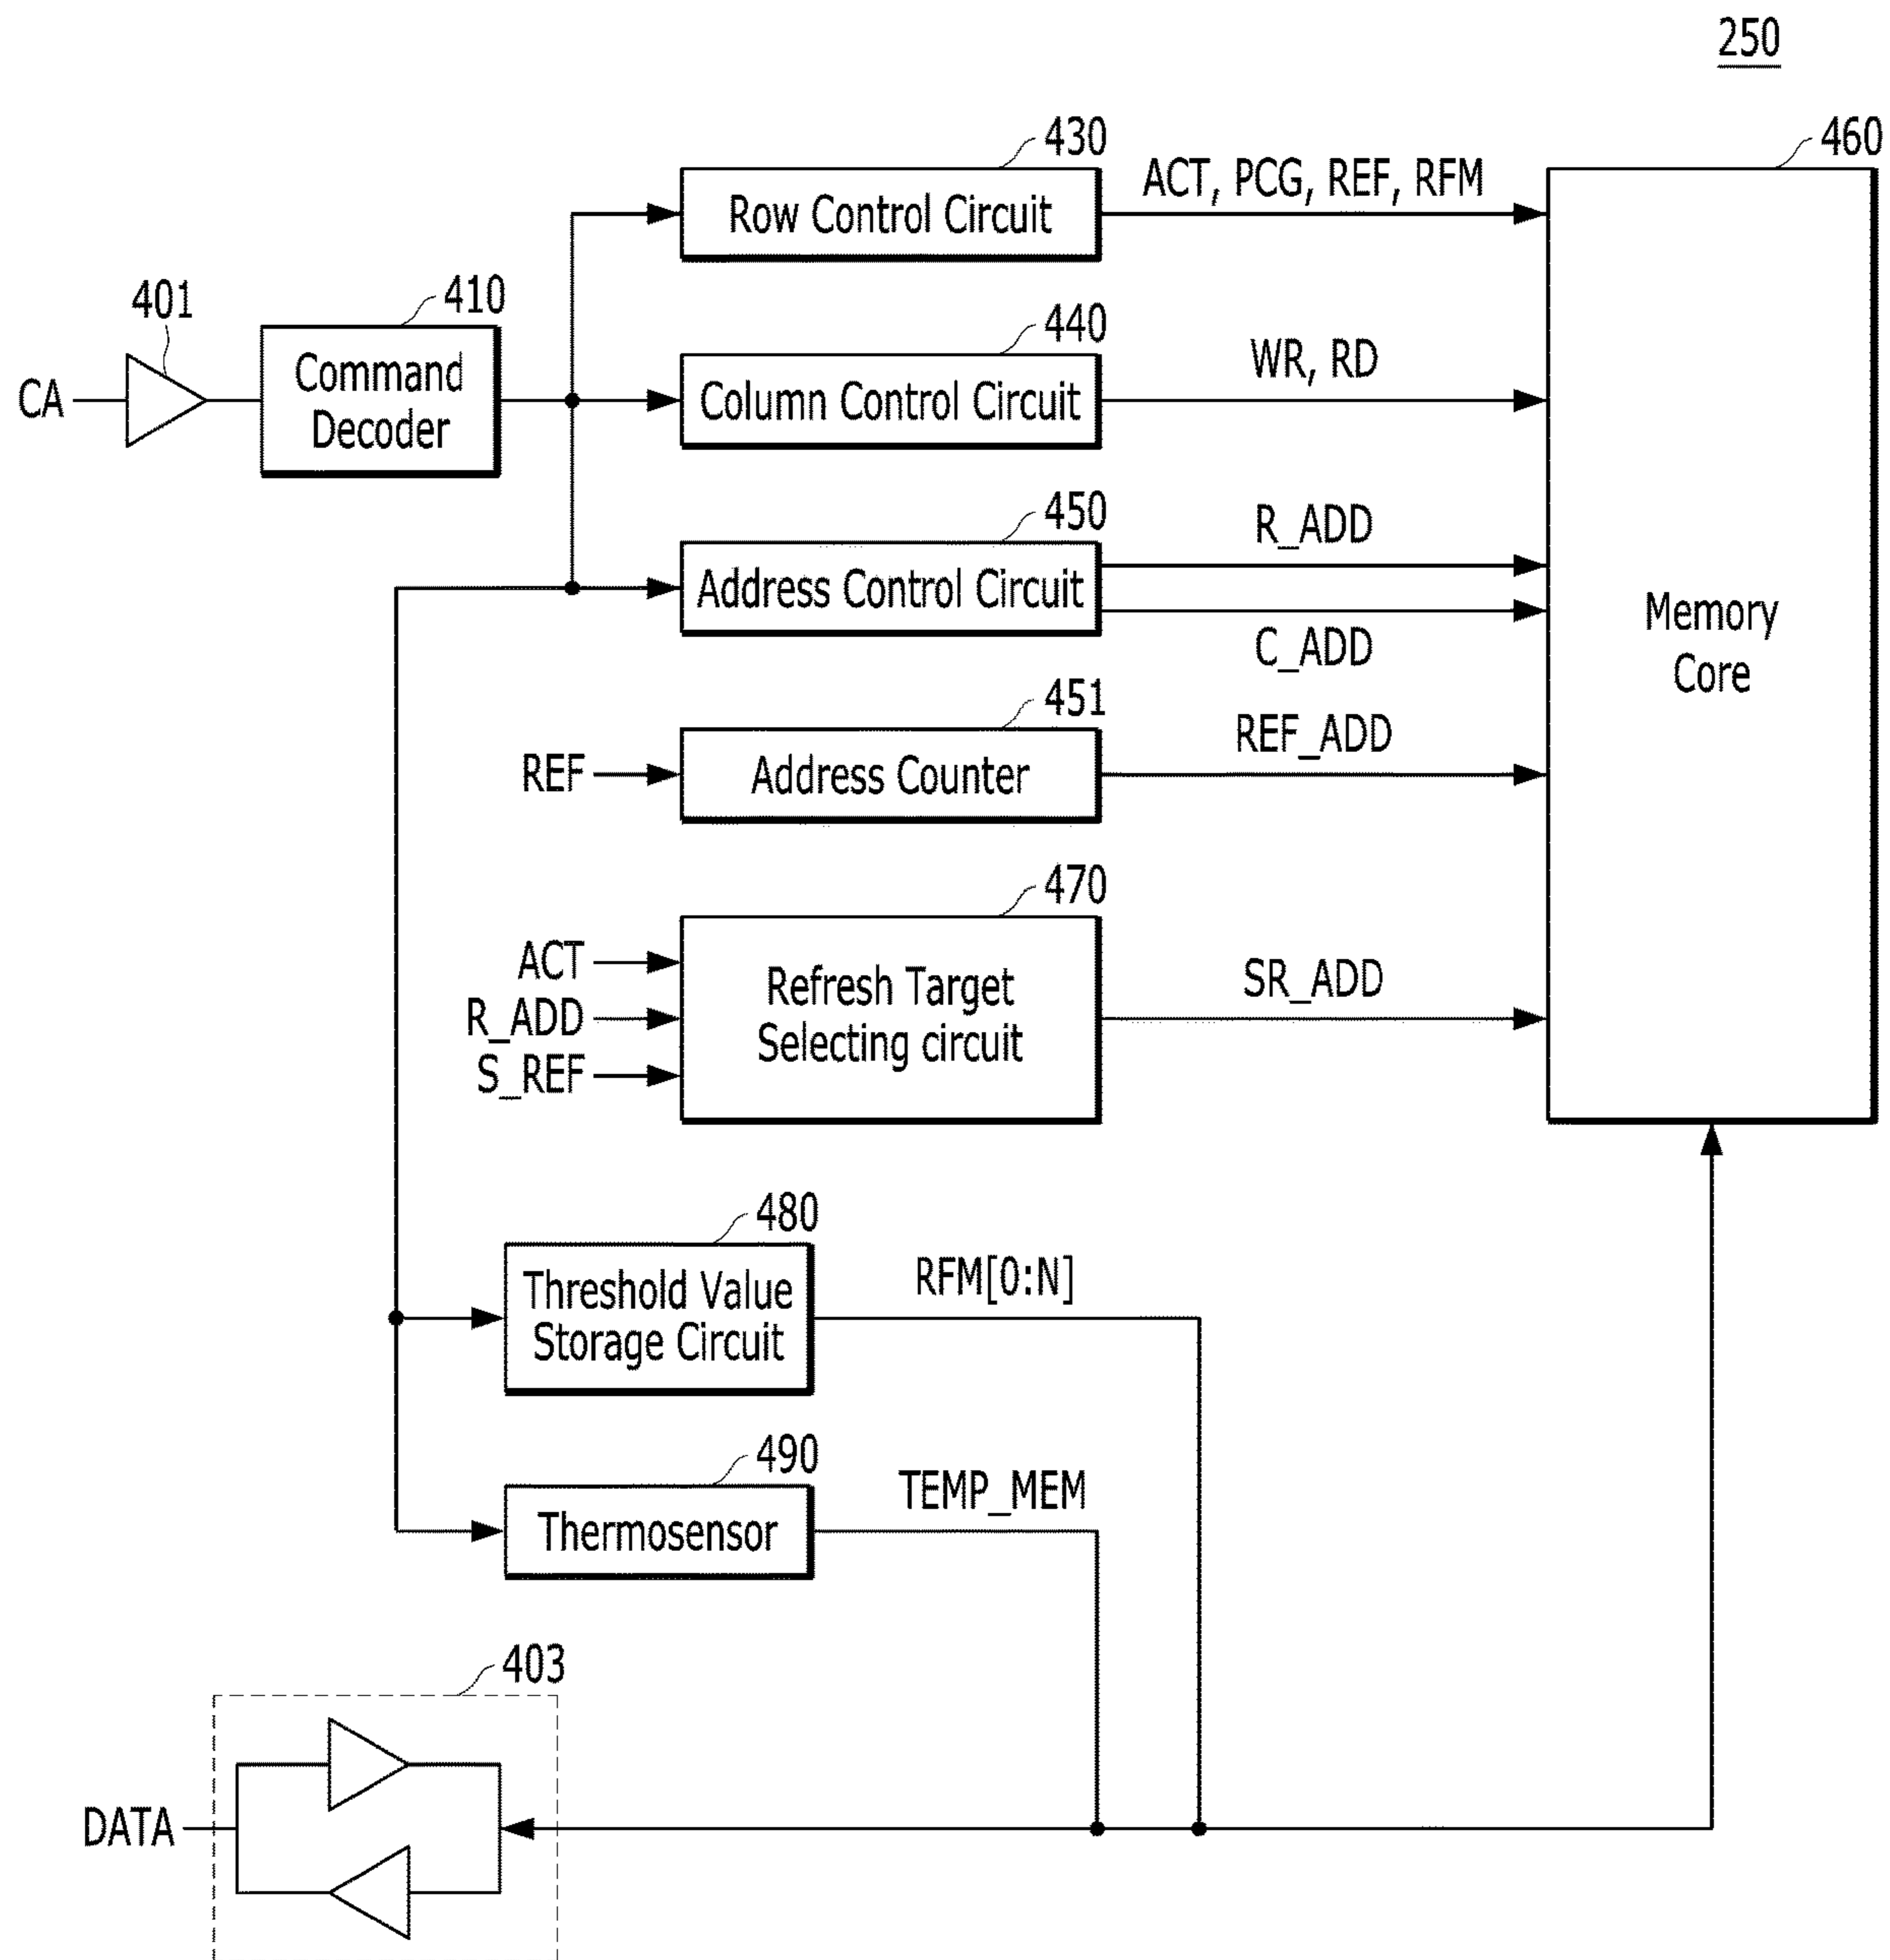 250
430
Row Control Circuit
ACT, PCG, REF, RFM
460
401
410
CA
Command
Decoder
440
Column Control Circuit
WR, RD
450
Address Control Circuit
R_ADD
C_ADD
Memory
Core
451
REF
Address Counter
REF_ADD
470
ACT
R_ADD
S_REF
Refresh Target
Selecting circuit
SR_ADD
480
Threshold Value
Storage Circuit
RFM[0:N]
490
Thermosensor
TEMP_MEM
403
DATA